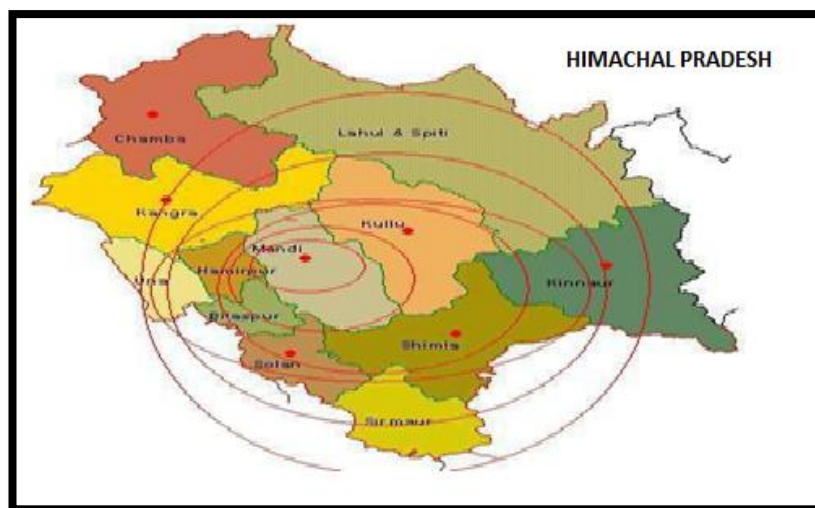 HIMACHAL PRADESH
Lahul & Spiti
Chamba
Kangra
Kullu
Mandi
Hamirpur
Una
Kinnaur
Bilaspur
Shimla
Solan
Sirmaur